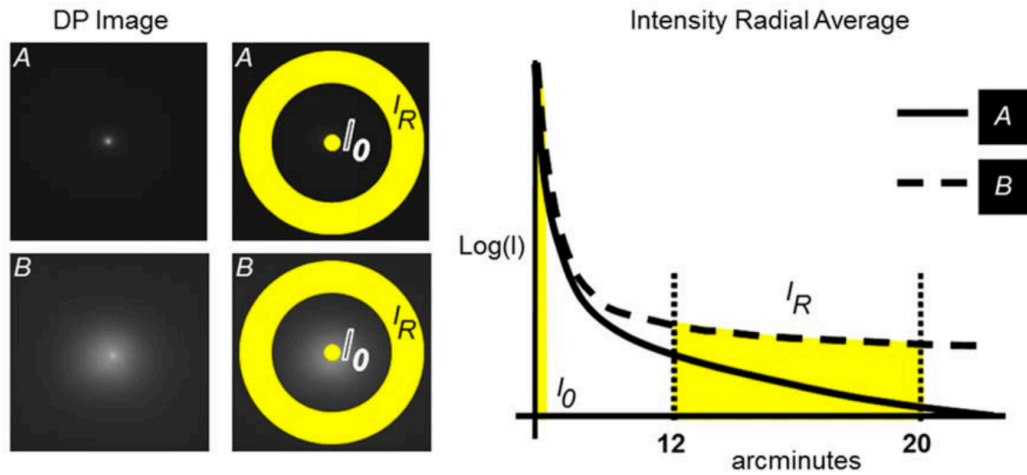 DP Image
A
A
I_R
I_0
B
B
I_R
I_0
Intensity Radial Average
A
B
Log(I)
I_R
I_0
12
20
arcminutes